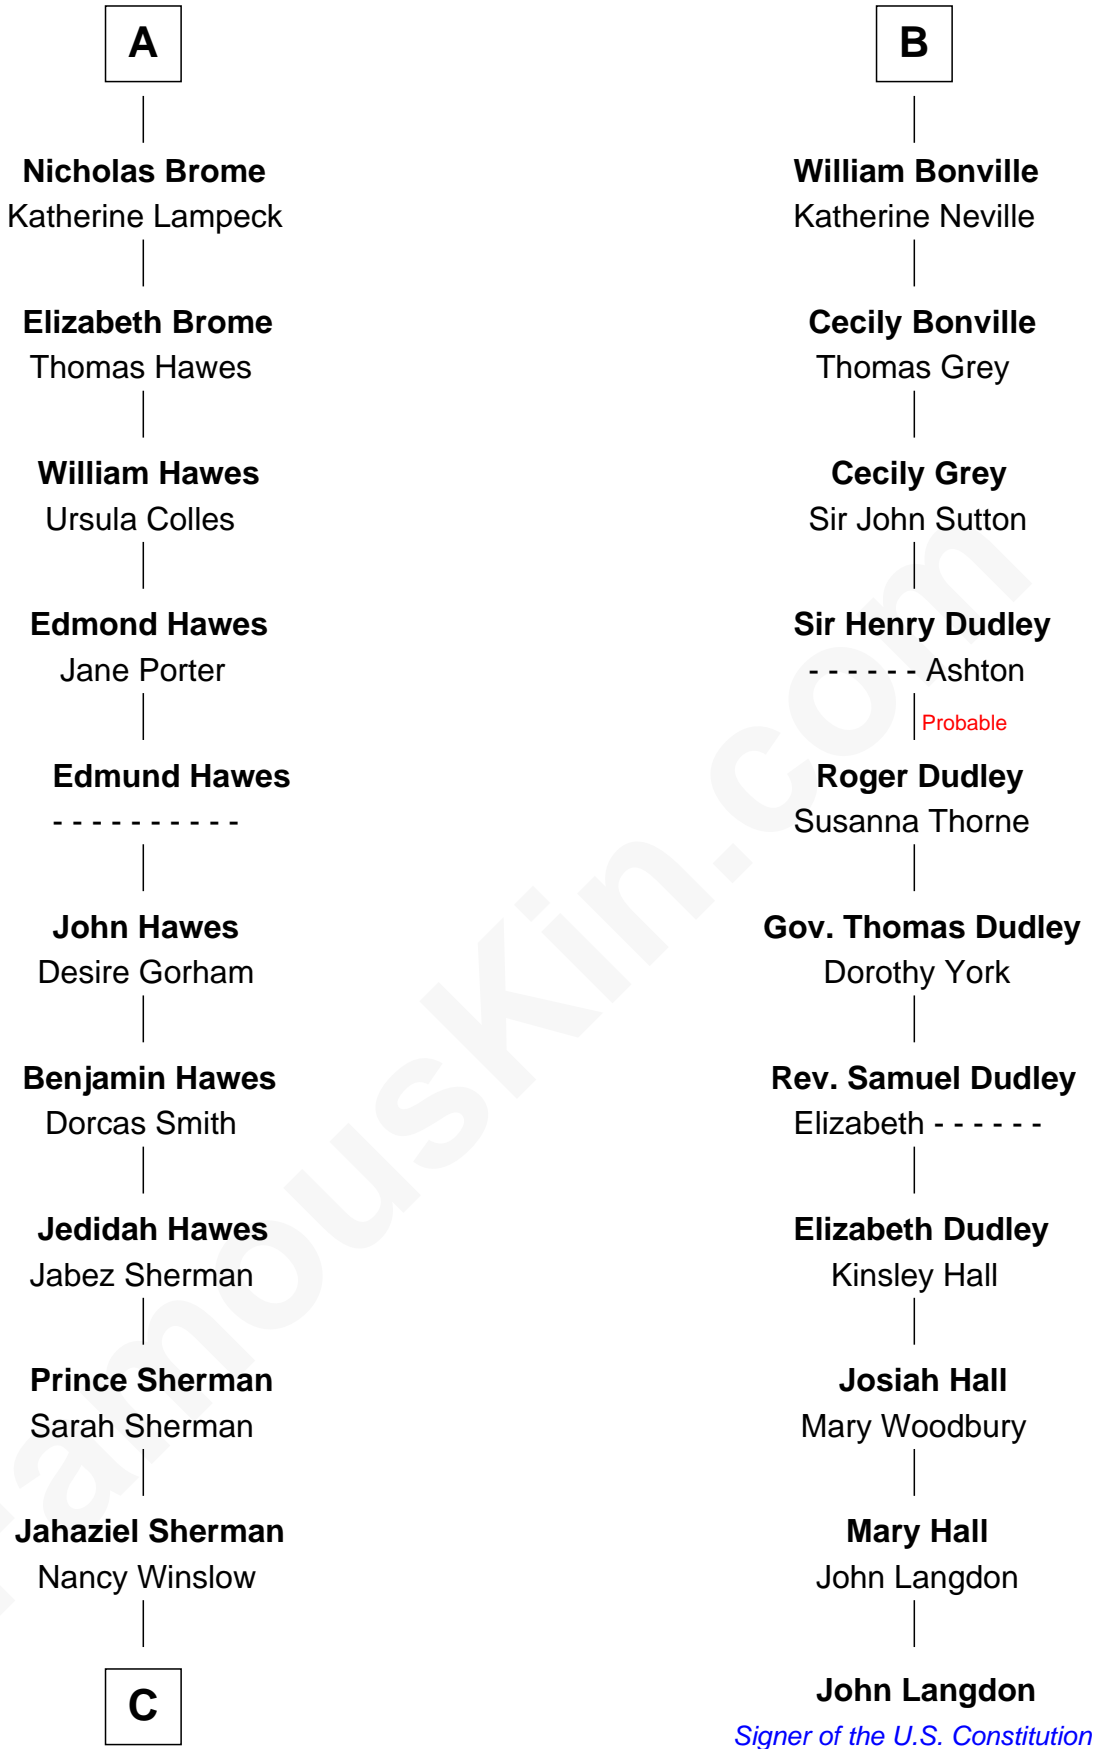 A
Nicholas Brome
Katherine Lampeck
Elizabeth Brome
Thomas Hawes
William Hawes
Ursula Colles
Edmond Hawes
Jane Porter
Edmund Hawes
- - - - - - - - - -
John Hawes
Desire Gorham
Benjamin Hawes
Dorcas Smith
Jedidah Hawes
Jabez Sherman
Prince Sherman
Sarah Sherman
Jahaziel Sherman
Nancy Winslow
C
B
William Bonville
Katherine Neville
Cecily Bonville
Thomas Grey
Cecily Grey
Sir John Sutton
Sir Henry Dudley
- - - - - - Ashton
Probable
Roger Dudley
Susanna Thorne
Gov. Thomas Dudley
Dorothy York
Rev. Samuel Dudley
Elizabeth - - - - - -
Elizabeth Dudley
Kinsley Hall
Josiah Hall
Mary Woodbury
Mary Hall
John Langdon
John Langdon
Signer of the U.S. Constitution
FamousKin.com